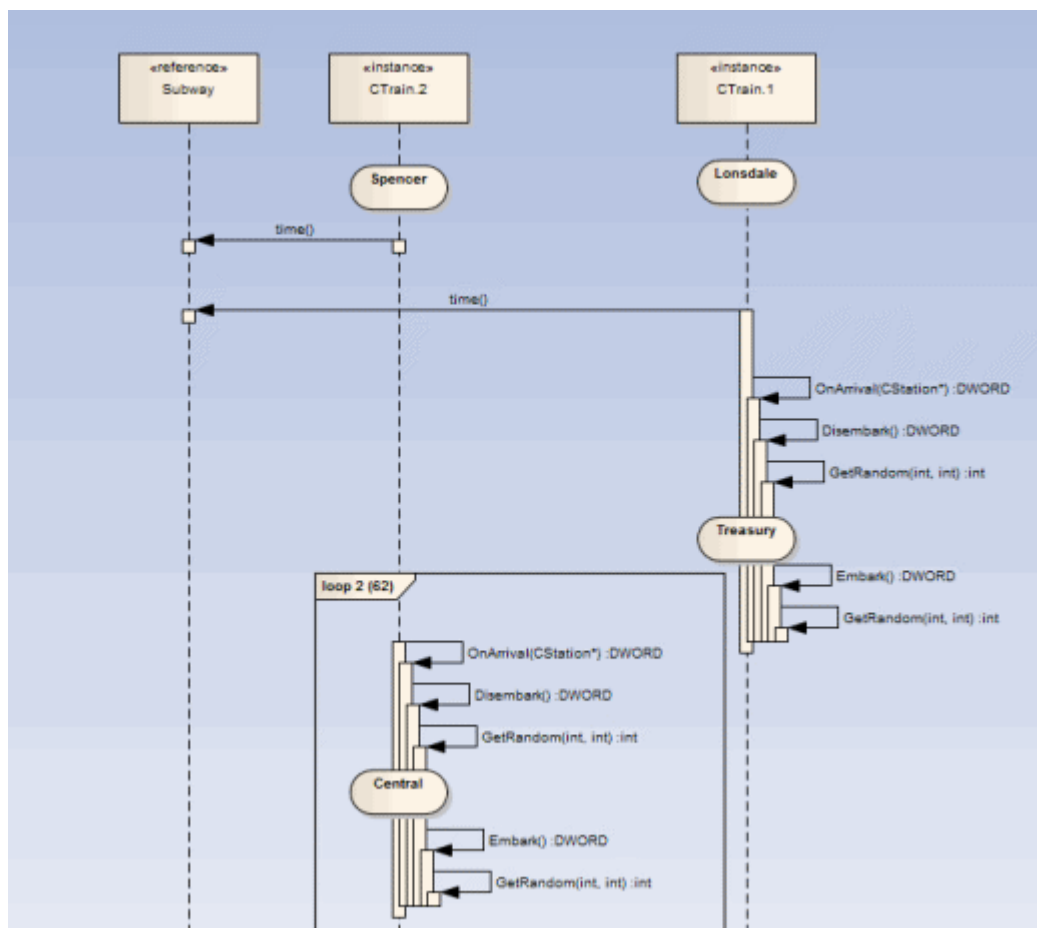 «reference»
Subway
«instance»
CTrain.2
«instance»
CTrain.1
Spencer
Lonsdale
time()
time()
OnArrival(CStation*) :DWORD
Disembark() :DWORD
GetRandom(int, int) :int
Treasury
Embark() :DWORD
GetRandom(int, int) :int
loop 2 (62)
OnArrival(CStation*) :DWORD
Disembark() :DWORD
GetRandom(int, int) :int
Central
Embark() :DWORD
GetRandom(int, int) :int